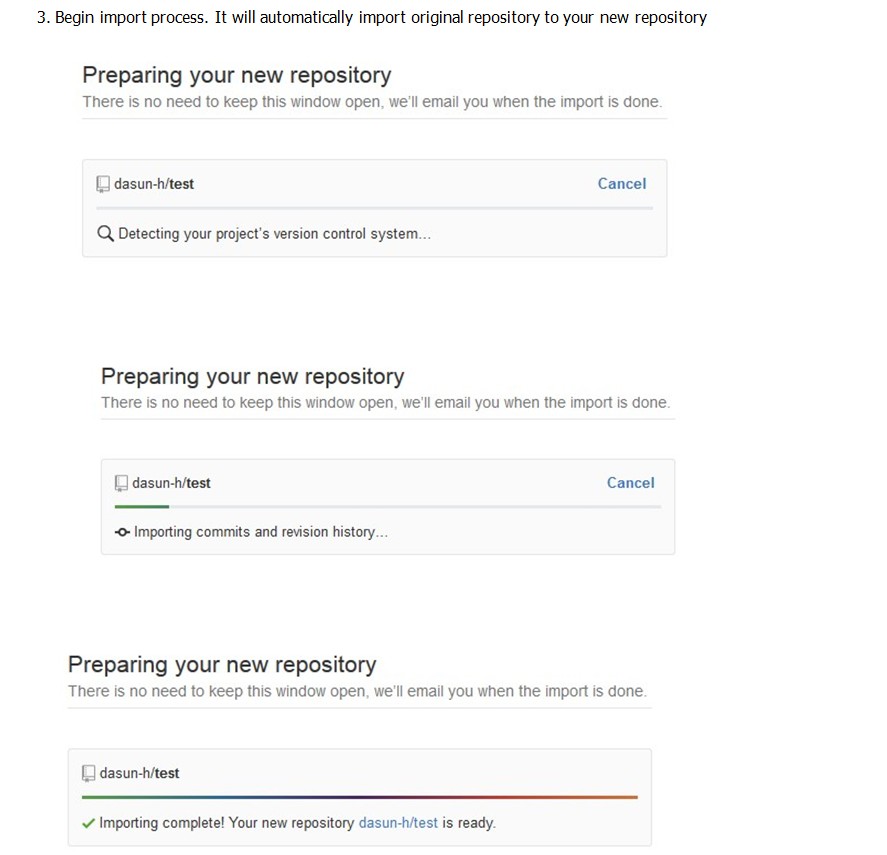 3. Begin import process. It will automatically import original repository to your new repository
Preparing your new repository
There is no need to keep this window open, we'll email you when the import is done.
dasun-h/test
Cancel
Detecting your project's version control system...
Preparing your new repository
There is no need to keep this window open, we'll email you when the import is done.
dasun-h/test
Cancel
Importing commits and revision history...
Preparing your new repository
There is no need to keep this window open, we'll email you when the import is done.
dasun-h/test
Importing complete! Your new repository dasun-h/test is ready.